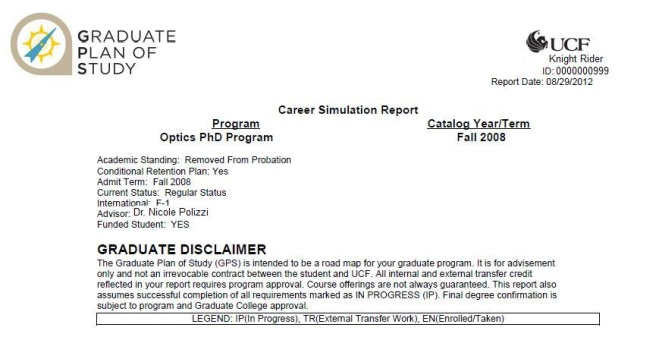 GRADUATE
PLAN OF
STUDY
UCF
Knight Rider
ID: 0000000999
Report Date: 08/29/2012
Career Simulation Report
Program Catalog Year/Term
Optics PhD Program Fall 2008
Academic Standing: Removed From Probation
Conditional Retention Plan: Yes
Admit Term: Fall 2008
Current Status: Regular Status
International: F-1
Advisor: Dr. Nicole Polizzi
Funded Student: YES
GRADUATE DISCLAIMER
The Graduate Plan of Study (GPS) is intended to be a road map for your graduate program. It is for advisement
only and not an irrevocable contract between the student and UCF. All internal and external transfer credit
reflected in your report requires program approval. Course offerings are not always guaranteed. This report also
assumes successful completion of all requirements marked as IN PROGRESS (IP). Final degree confirmation is
subject to program and Graduate College approval.
LEGEND: IP(In Progress), TR(External Transfer Work), EN(Enrolled/Taken)